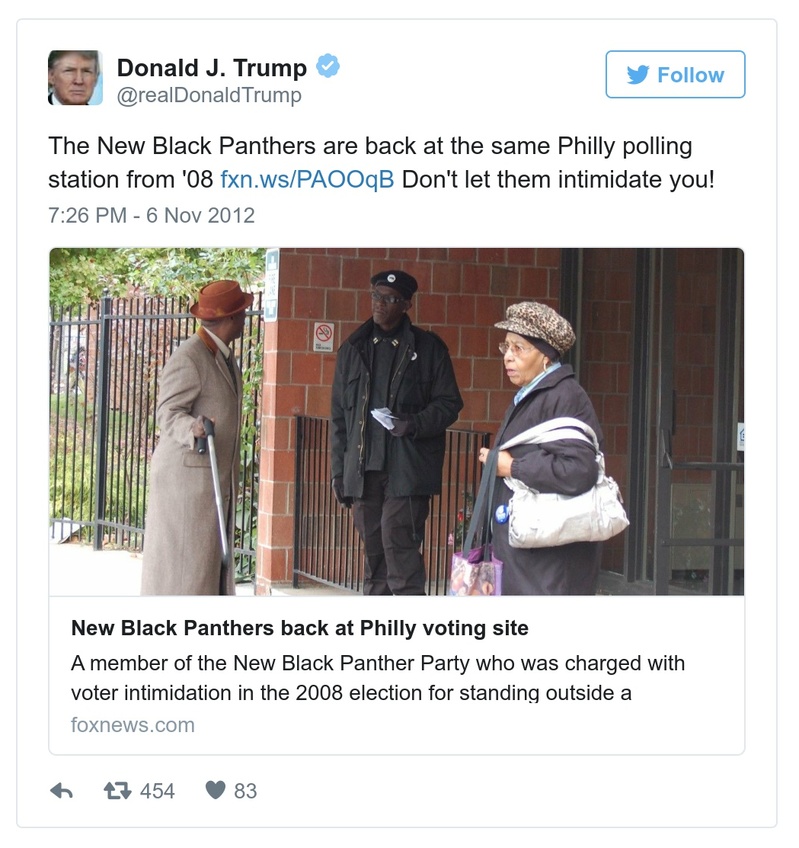 Donald J. Trump
@realDonaldTrump
Follow
The New Black Panthers are back at the same Philly polling
station from '08 fxn.ws/PAOOqB Don't let them intimidate you!
7:26 PM - 6 Nov 2012
New Black Panthers back at Philly voting site
A member of the New Black Panther Party who was charged with
voter intimidation in the 2008 election for standing outside a
foxnews.com
454
83